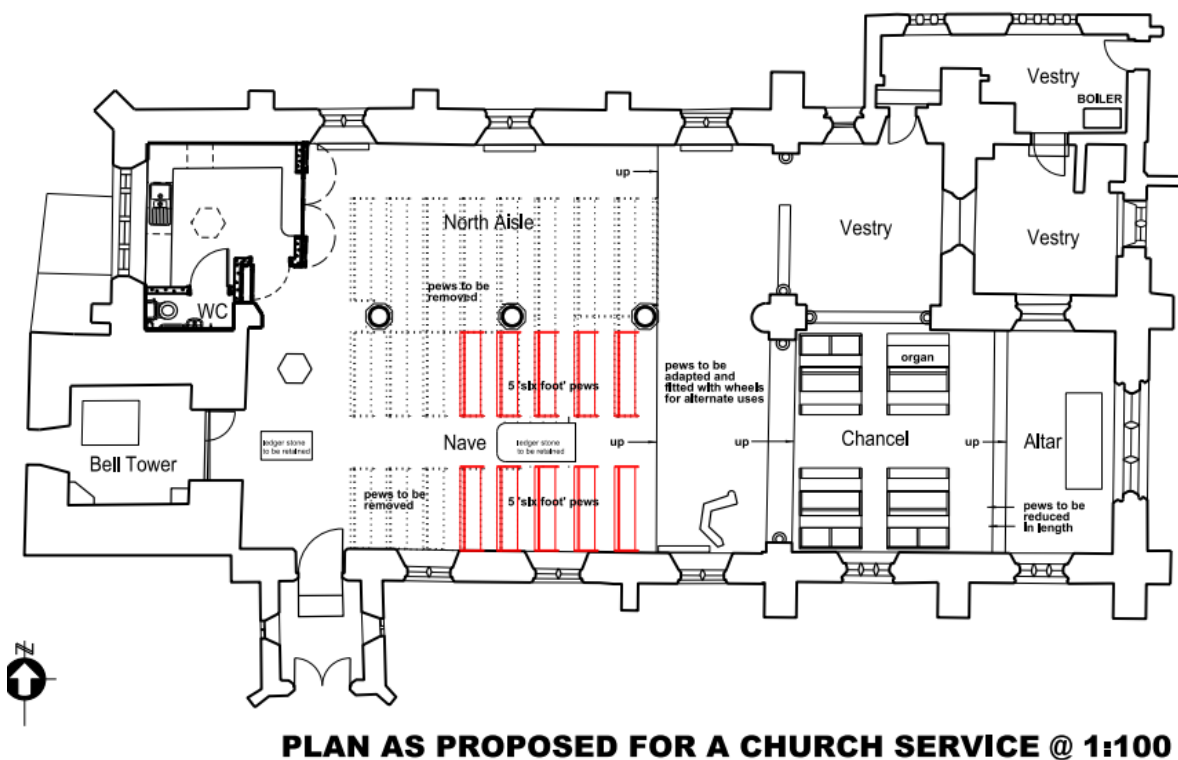 Vestry
BOILER
up
North Aisle
Vestry
Vestry
pews to be
removed
WC
5 'six foot' pews
pews to be
adapted and
fitted with wheels
for alternate uses
organ
ledger stone
to be retained
Nave
ledger stone
to be retained
up
up
Chancel
up
Altar
Bell Tower
pews to be
removed
5 'six foot' pews
pews to be
reduced
in length
N
PLAN AS PROPOSED FOR A CHURCH SERVICE @ 1:100